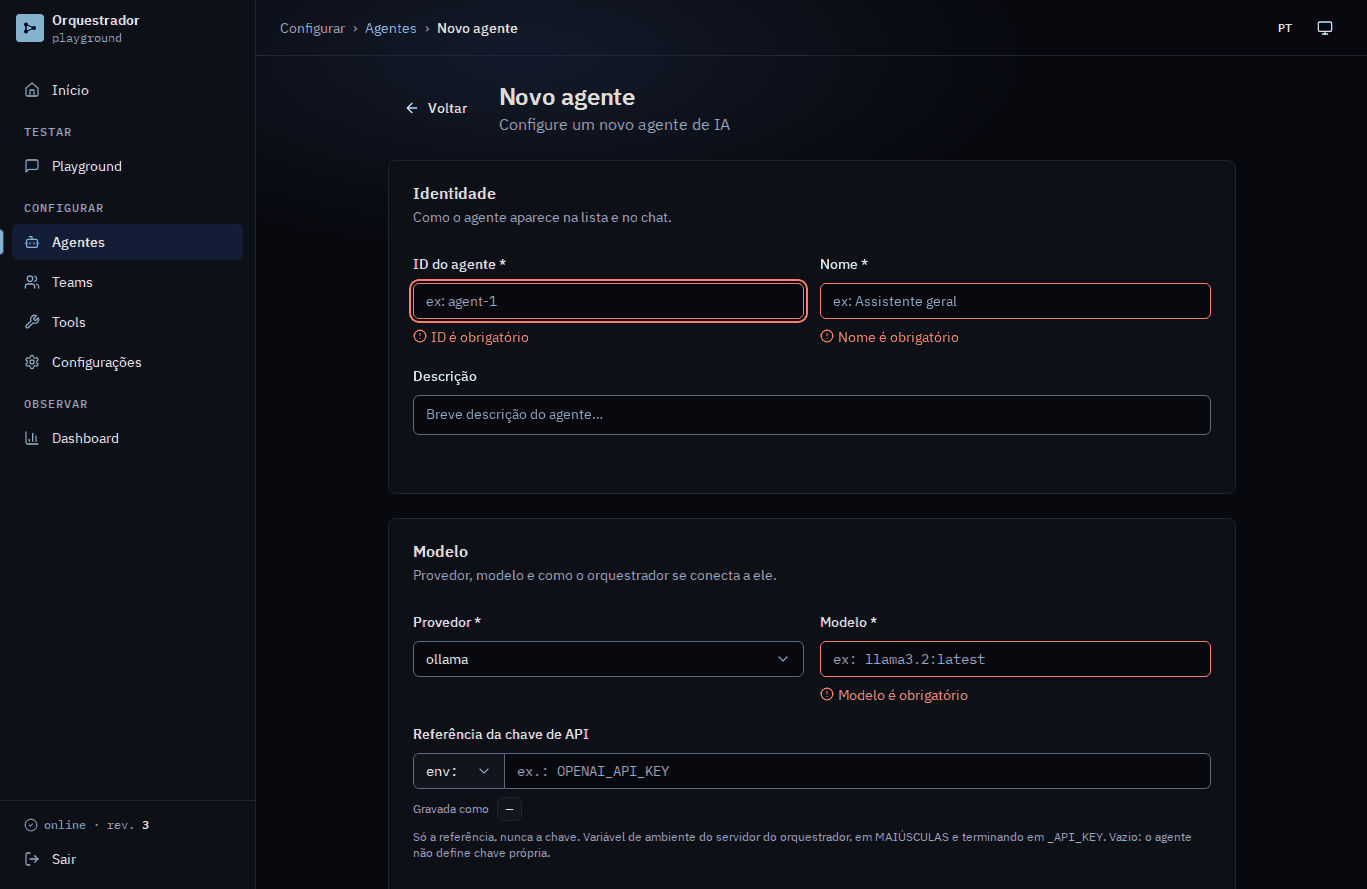 Orquestrador
playground
Início
TESTAR
Playground
CONFIGURAR
Agentes
Teams
Tools
Configurações
OBSERVAR
Dashboard
online · rev. 3
Sair
Configurar › Agentes › Novo agente
PT
Voltar
Novo agente
Configure um novo agente de IA
Identidade
Como o agente aparece na lista e no chat.
ID do agente *
Nome *
ex: agent-1
ex: Assistente geral
ID é obrigatório
Nome é obrigatório
Descrição
Breve descrição do agente...
Modelo
Provedor, modelo e como o orquestrador se conecta a ele.
Provedor *
Modelo *
ollama
ex: llama3.2:latest
Modelo é obrigatório
Referência da chave de API
env:
ex.: OPENAI_API_KEY
Gravada como —
Só a referência, nunca a chave. Variável de ambiente do servidor do orquestrador, em MAIÚSCULAS e terminando em _API_KEY. Vazio: o agente
não define chave própria.